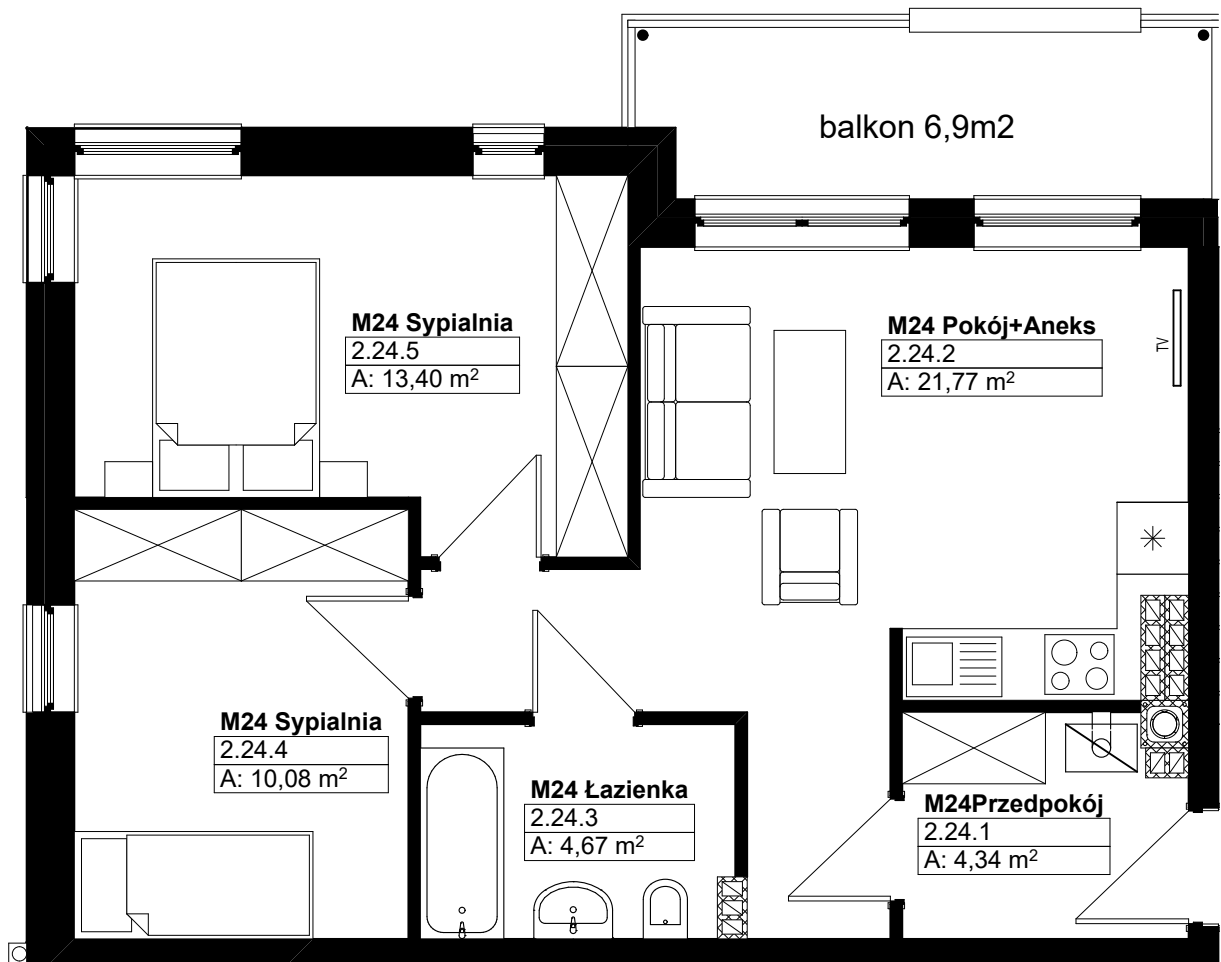 balkon 6,9m2
M24 Sypialnia
2.24.5
A: 13,40 m²
M24 Pokój+Aneks
2.24.2
A: 21,77 m²
TV
M24 Sypialnia
2.24.4
A: 10,08 m²
M24 Łazienka
2.24.3
A: 4,67 m²
M24Przedpokój
2.24.1
A: 4,34 m²